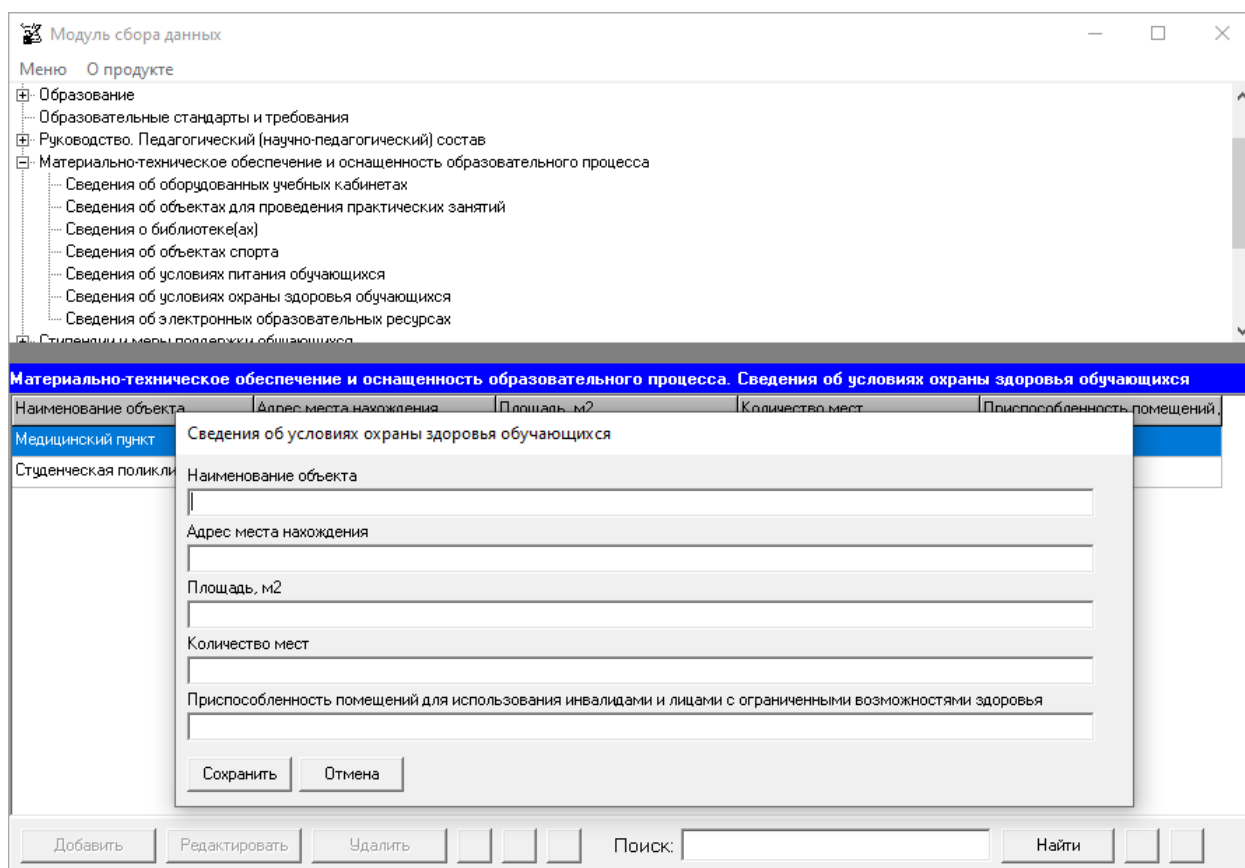 Модуль сбора данных
Меню О продукте
Образование
Образовательные стандарты и требования
Руководство. Педагогический (научно-педагогический) состав
Материально-техническое обеспечение и оснащенность образовательного процесса
Сведения об оборудованных учебных кабинетах
Сведения об объектах для проведения практических занятий
Сведения о библиотеке(ах)
Сведения об объектах спорта
Сведения об условиях питания обучающихся
Сведения об условиях охраны здоровья обучающихся
Сведения об электронных образовательных ресурсах
Стипендии и меры поддержки обучающихся
Материально-техническое обеспечение и оснащенность образовательного процесса. Сведения об условиях охраны здоровья обучающихся
Наименование объекта Адрес места нахождения Площадь, м2 Количество мест Приспособленность помещений,
Медицинский пункт
Студенческая поликли
Сведения об условиях охраны здоровья обучающихся
Наименование объекта
Адрес места нахождения
Площадь, м2
Количество мест
Приспособленность помещений для использования инвалидами и лицами с ограниченными возможностями здоровья
Сохранить Отмена
Добавить Редактировать Удалить Поиск: Найти